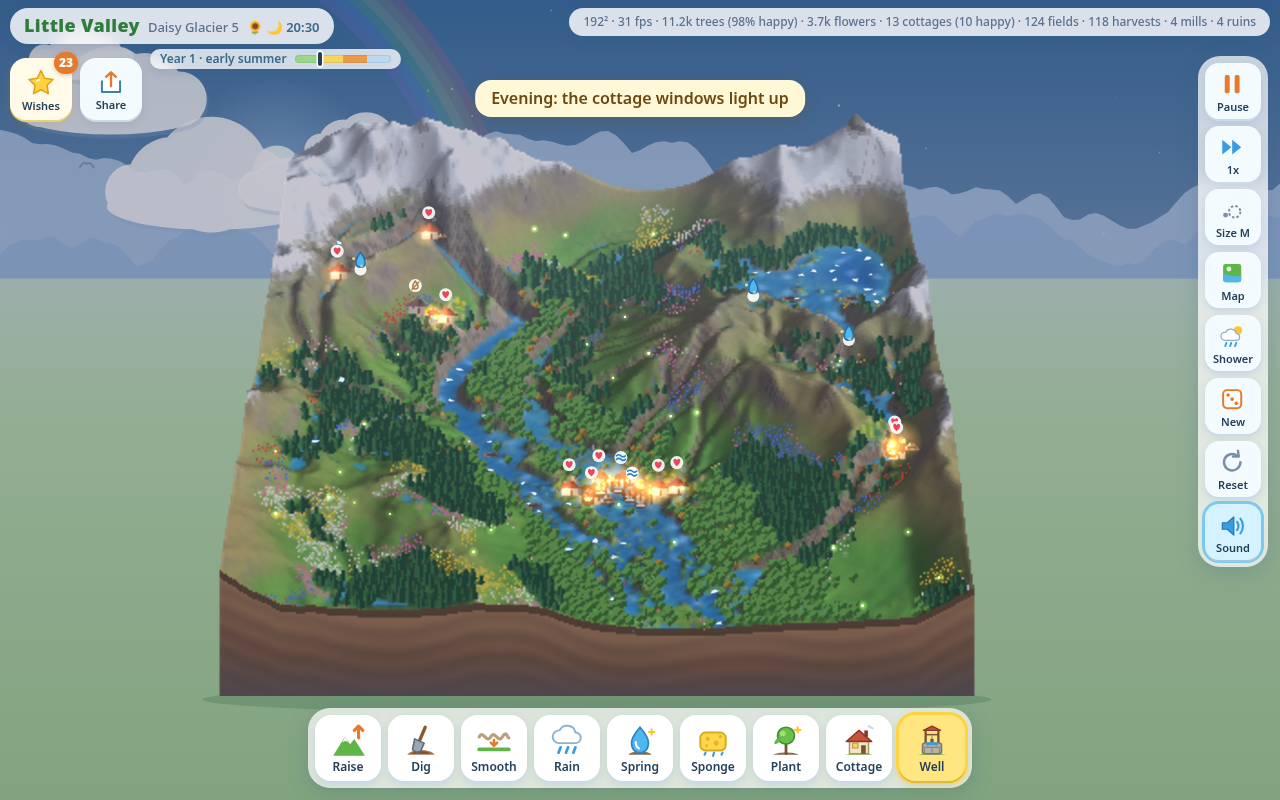 Little Valley Daisy Glacier 5 20:30
192² · 31 fps · 11.2k trees (98% happy) · 3.7k flowers · 13 cottages (10 happy) · 124 fields · 118 harvests · 4 mills · 4 ruins
Year 1 · early summer
23
Wishes
Share
Evening: the cottage windows light up
Pause
1x
Size M
Map
Shower
New
Reset
Sound
Raise
Dig
Smooth
Rain
Spring
Sponge
Plant
Cottage
Well